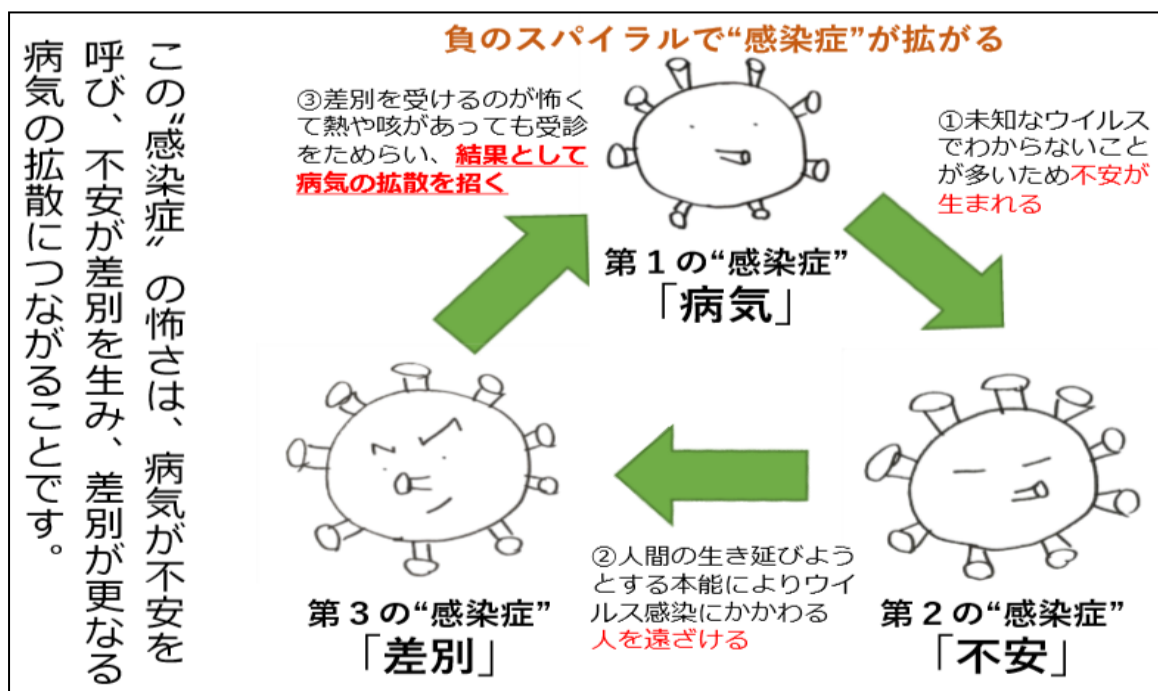 負のスパイラルで“感染症”が拡がる
この“感染症”の怖さは、病気が不安を
呼び、不安が差別を生み、差別が更なる
病気の拡散につながることです。
第１の“感染症”
「病気」
①未知なウイルス
でわからないこと
が多いため不安が
生まれる
第２の“感染症”
「不安」
②人間の生き延びよう
とする本能によりウイ
ルス感染にかかわる
人を遠ざける
第３の“感染症”
「差別」
③差別を受けるのが怖く
て熱や咳があっても受診
をためらい、結果として
病気の拡散を招く